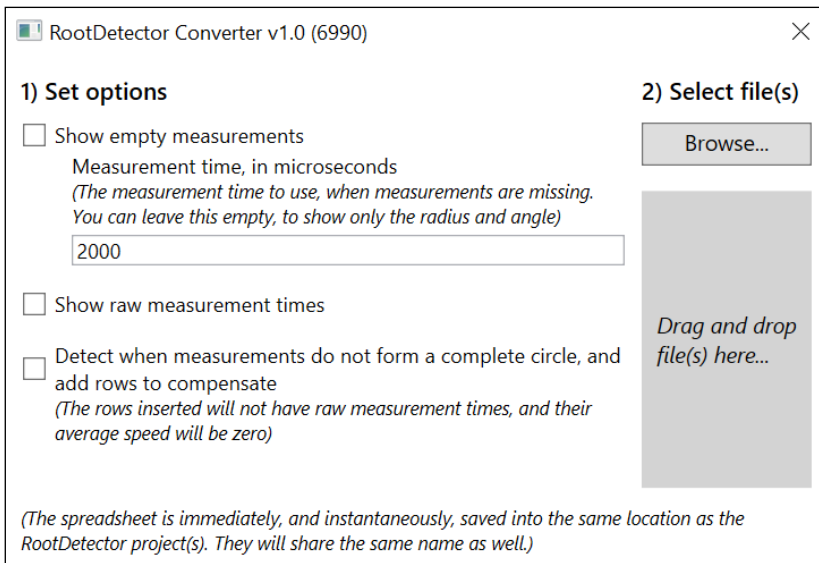 RootDetector Converter v1.0 (6990)
1) Set options
Show empty measurements
Measurement time, in microseconds
(The measurement time to use, when measurements are missing.
You can leave this empty, to show only the radius and angle)
2000
Show raw measurement times
Detect when measurements do not form a complete circle, and
add rows to compensate
(The rows inserted will not have raw measurement times, and their
average speed will be zero)
2) Select file(s)
Browse...
Drag and drop
file(s) here...
(The spreadsheet is immediately, and instantaneously, saved into the same location as the
RootDetector project(s). They will share the same name as well.)